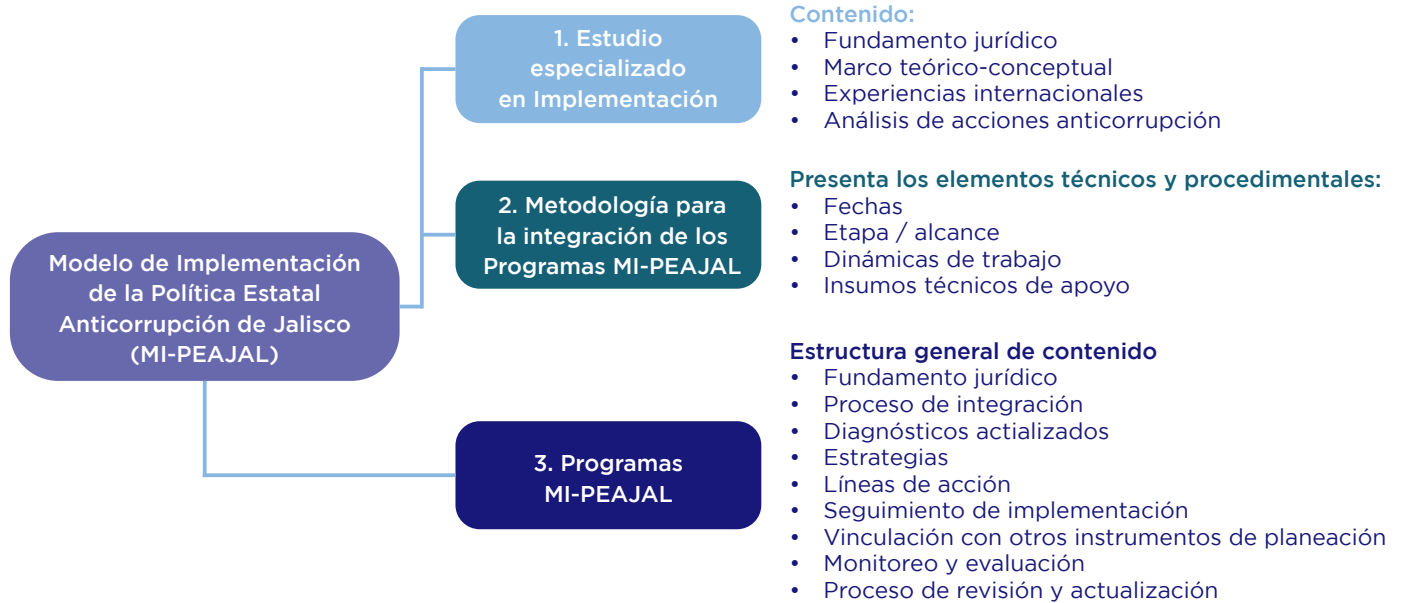 Modelo de Implementación
de la Política Estatal
Anticorrupción de Jalisco
(MI-PEAJAL)
1. Estudio
especializado
en Implementación
Contenido:
• Fundamento jurídico
• Marco teórico-conceptual
• Experiencias internacionales
• Análisis de acciones anticorrupción
2. Metodología para
la integración de los
Programas MI-PEAJAL
Presenta los elementos técnicos y procedimentales:
• Fechas
• Etapa / alcance
• Dinámicas de trabajo
• Insumos técnicos de apoyo
3. Programas
MI-PEAJAL
Estructura general de contenido
• Fundamento jurídico
• Proceso de integración
• Diagnósticos actializados
• Estrategias
• Líneas de acción
• Seguimiento de implementación
• Vinculación con otros instrumentos de planeación
• Monitoreo y evaluación
• Proceso de revisión y actualización